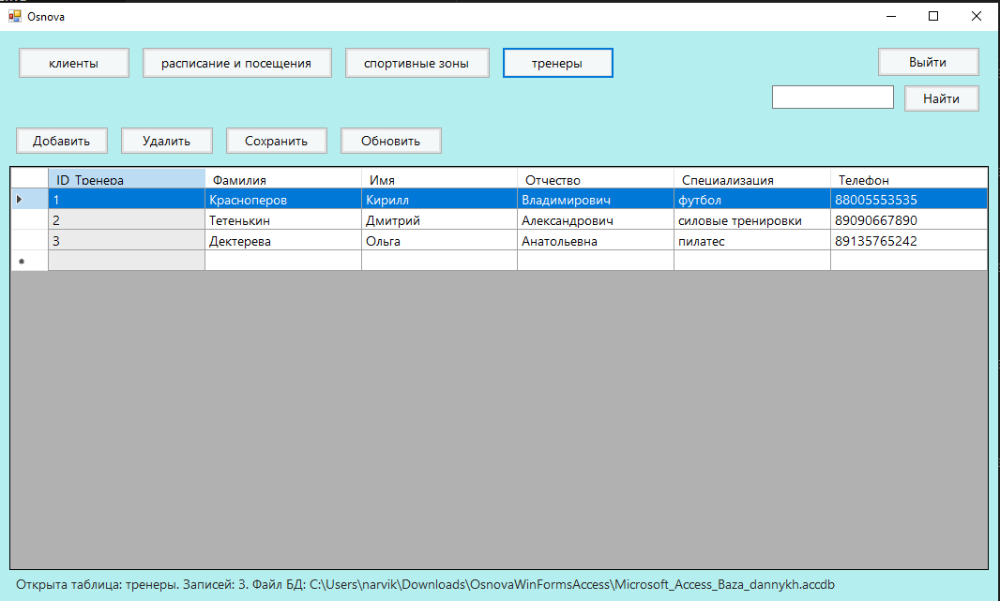 Osnova
клиенты расписание и посещения спортивные зоны тренеры Выйти
Найти
Добавить Удалить Сохранить Обновить
ID_Тренера Фамилия Имя Отчество Специализация Телефон
1 Красноперов Кирилл Владимирович футбол 88005553535
2 Тетенькин Дмитрий Александрович силовые тренировки 89090667890
3 Дектерева Ольга Анатольевна пилатес 89135765242
Открыта таблица: тренеры. Записей: 3. Файл БД: C:\Users\narvik\Downloads\OsnovaWinFormsAccess\Microsoft_Access_Baza_dannykh.accdb